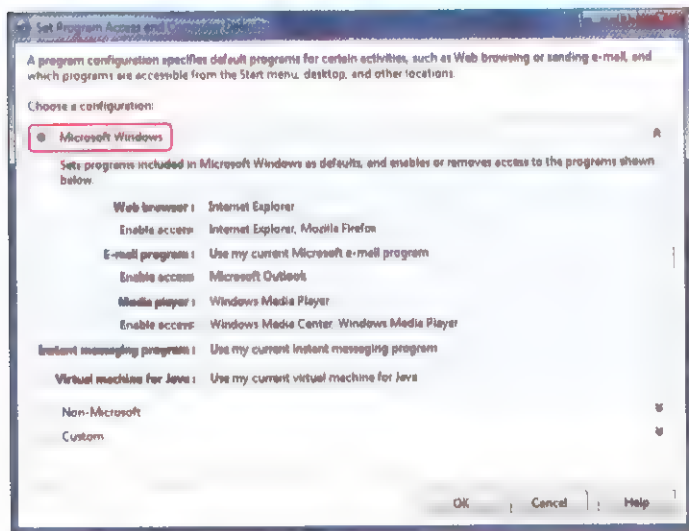 Set Program Access and
A program configuration specifies default programs for certain activities, such as Web browsing or sending e-mail, and
which programs are accessible from the Start menu, desktop, and other locations.
Choose a configuration:
Microsoft Windows
Sets programs included in Microsoft Windows as defaults, and enables or removes access to the programs shown
below.
Web browser : Internet Explorer
Enable access: Internet Explorer, Mozilla Firefox
E-mail program : Use my current Microsoft e-mail program
Enable access: Microsoft Outlook
Media player : Windows Media Player
Enable access: Windows Media Center, Windows Media Player
Instant messaging program : Use my current instant messaging program
Virtual machine for Java : Use my current virtual machine for Java
Non-Microsoft
Custom
OK Cancel Help